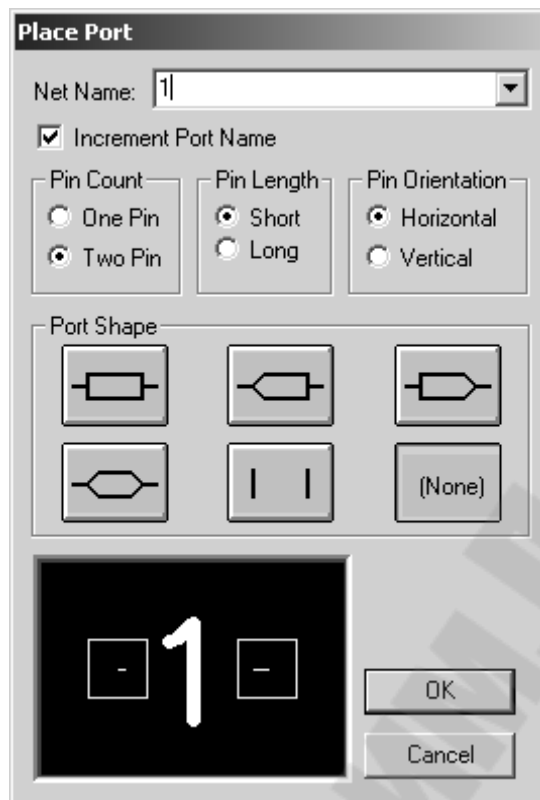 Place Port
Net Name: 1
Increment Port Name
Pin Count Pin Length Pin Orientation
One Pin Short Horizontal
Two Pin Long Vertical
Port Shape
(None)
1
OK
Cancel